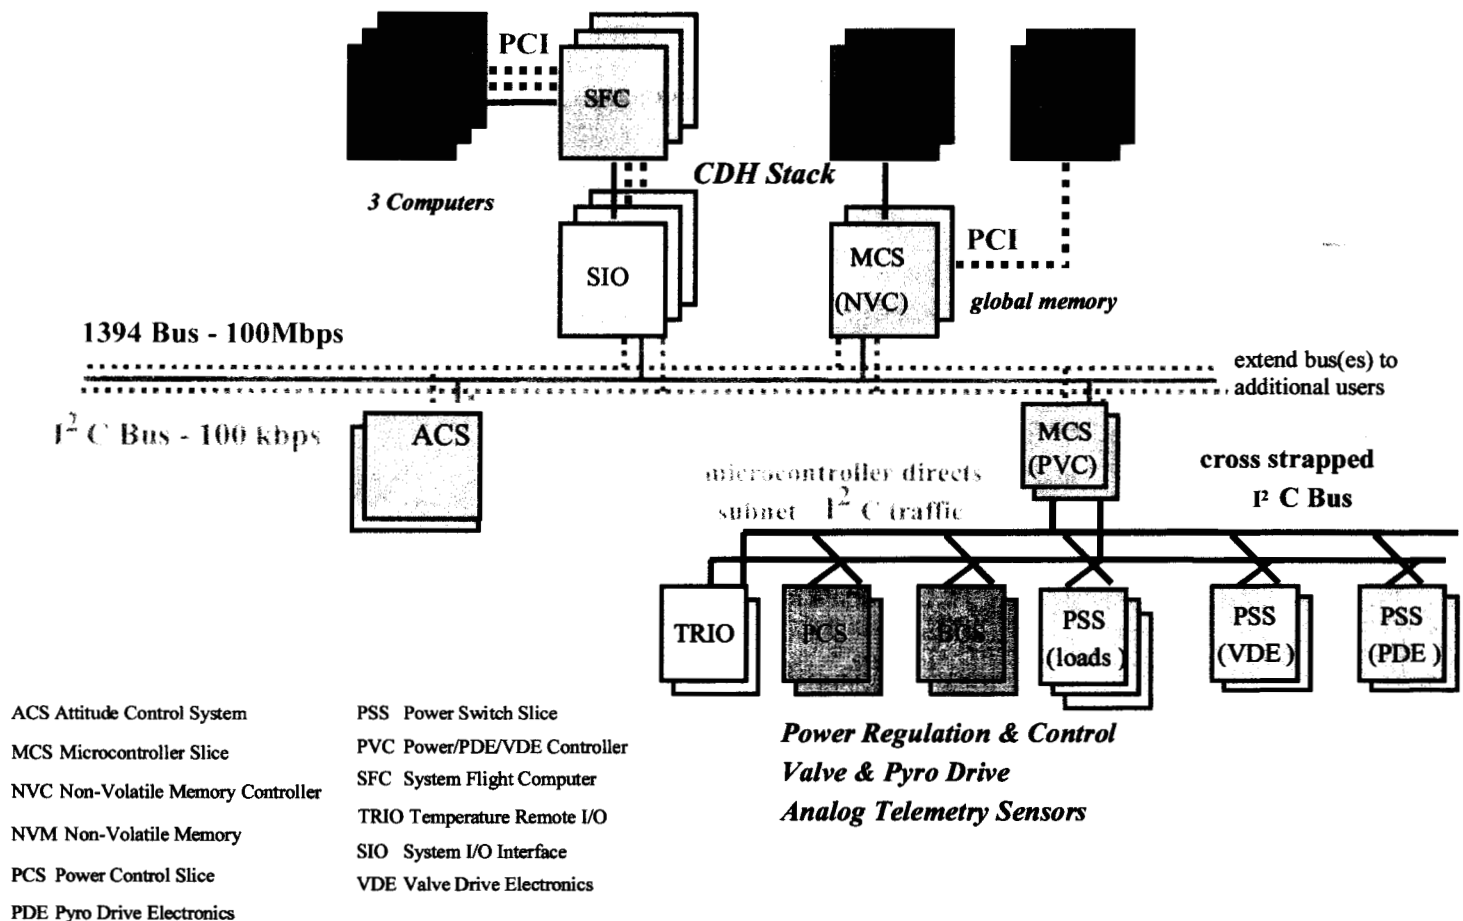 PCI
SFC
CDH Stack
3 Computers
SIO
MCS
(NVC)
PCI
global memory
1394 Bus - 100Mbps
extend bus(es) to
additional users
I² C Bus - 100 kbps
ACS
MCS
(PVC)
cross strapped
I² C Bus
microcontroller directs
subnet I² C traffic
TRIO
PCS
PSS
(loads )
PSS
(VDE )
PSS
(PDE )
Power Regulation & Control
Valve & Pyro Drive
Analog Telemetry Sensors
ACS Attitude Control System
MCS Microcontroller Slice
NVC Non-Volatile Memory Controller
NVM Non-Volatile Memory
PCS Power Control Slice
PDE Pyro Drive Electronics
PSS Power Switch Slice
PVC Power/PDE/VDE Controller
SFC System Flight Computer
TRIO Temperature Remote I/O
SIO System I/O Interface
VDE Valve Drive Electronics